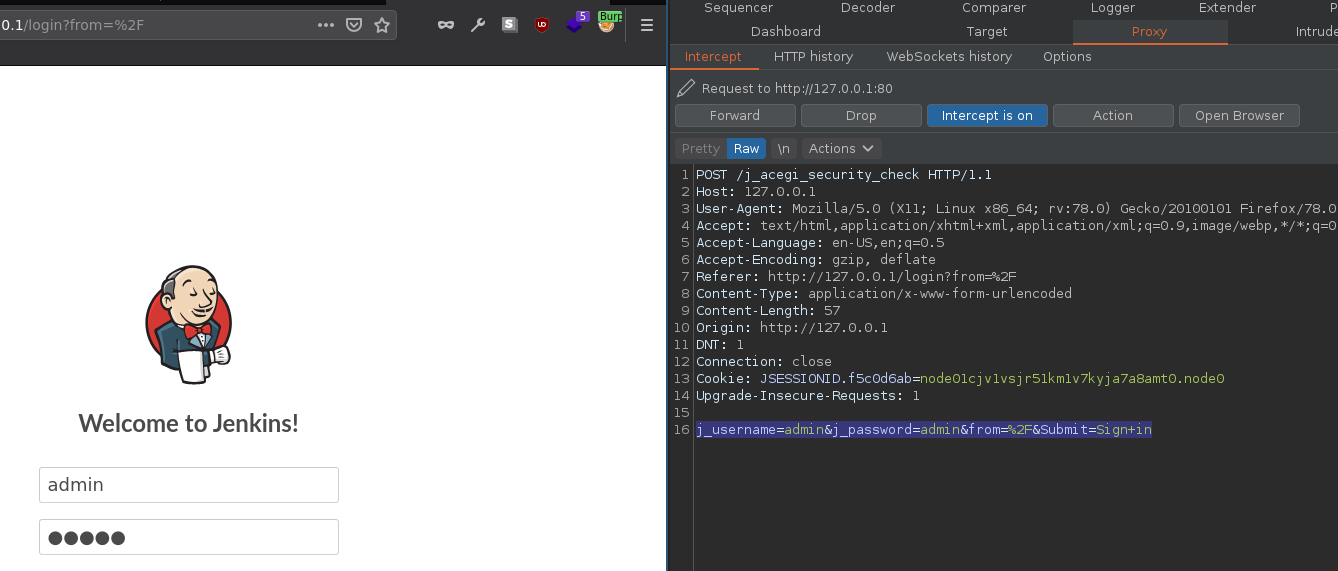 0.1/login?from=%2F
5
Burp
S
UD
Welcome to Jenkins!
admin
●●●●●
Sequencer Decoder Comparer Logger Extender P
Dashboard Target Proxy Intrude
Intercept HTTP history WebSockets history Options
Request to http://127.0.0.1:80
Forward Drop Intercept is on Action Open Browser
Pretty Raw \n Actions
1 POST /j_acegi_security_check HTTP/1.1
2 Host: 127.0.0.1
3 User-Agent: Mozilla/5.0 (X11; Linux x86_64; rv:78.0) Gecko/20100101 Firefox/78.0
4 Accept: text/html,application/xhtml+xml,application/xml;q=0.9,image/webp,*/*;q=0
5 Accept-Language: en-US,en;q=0.5
6 Accept-Encoding: gzip, deflate
7 Referer: http://127.0.0.1/login?from=%2F
8 Content-Type: application/x-www-form-urlencoded
9 Content-Length: 57
10 Origin: http://127.0.0.1
11 DNT: 1
12 Connection: close
13 Cookie: JSESSIONID.f5c0d6ab=node01cjv1vsjr51km1v7kyja7a8amt0.node0
14 Upgrade-Insecure-Requests: 1
15
16 j_username=admin&j_password=admin&from=%2F&Submit=Sign+in